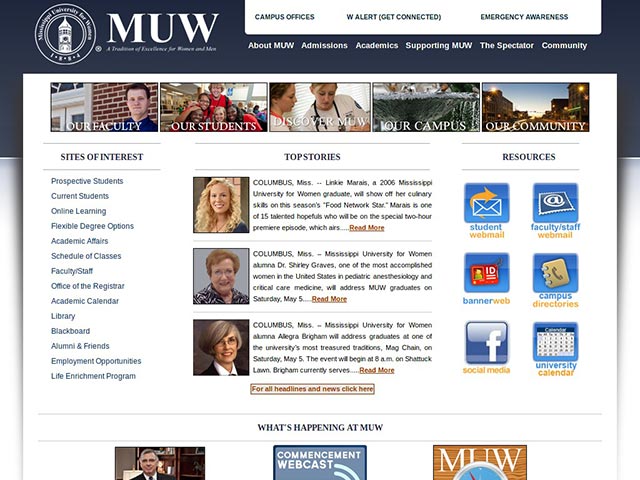 Mississippi University for Women
1884
MUW
A Tradition of Excellence for Women and Men
CAMPUS OFFICES
W ALERT (GET CONNECTED)
EMERGENCY AWARENESS
About MUW Admissions Academics Supporting MUW The Spectator Community
OUR FACULTY
OUR STUDENTS
DISCOVER MUW
OUR CAMPUS
OUR COMMUNITY
SITES OF INTEREST
Prospective Students
Current Students
Online Learning
Flexible Degree Options
Academic Affairs
Schedule of Classes
Faculty/Staff
Office of the Registrar
Academic Calendar
Library
Blackboard
Alumni & Friends
Employment Opportunities
Life Enrichment Program
TOP STORIES
COLUMBUS, Miss. -- Linkie Marais, a 2006 Mississippi
University for Women graduate, will show off her culinary
skills on this season's "Food Network Star." Marais is one
of 15 talented hopefuls who will be on the special two-hour
premiere episode, which airs.....Read More
COLUMBUS, Miss. -- Mississippi University for Women
alumna Dr. Shirley Graves, one of the most accomplished
women in the United States in pediatric anesthesiology and
critical care medicine, will address MUW graduates on
Saturday, May 5.....Read More
COLUMBUS, Miss. -- Mississippi University for Women
alumna Allegra Brigham will address graduates at one of
the university's most treasured traditions, Mag Chain, on
Saturday, May 5. The event will begin at 8 a.m. on Shattuck
Lawn. Brigham currently serves.....Read More
For all headlines and news click here
RESOURCES
student
webmail
faculty/staff
webmail
ID
bannerweb
campus
directories
social media
Calendar
university
calendar
WHAT'S HAPPENING AT MUW
COMMENCEMENT
WEBCAST
MUW